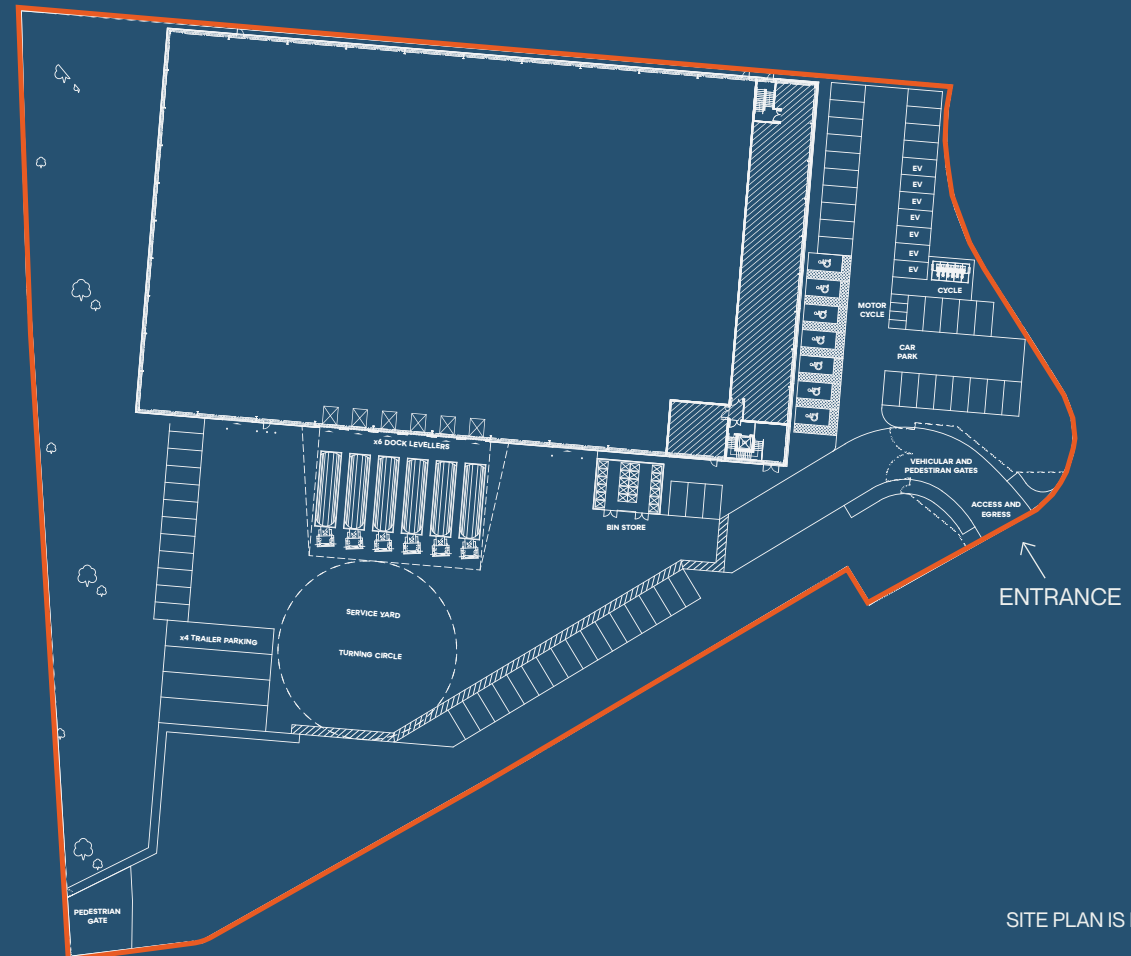 EV
EV
EV
EV
EV
EV
EV
CYCLE
MOTOR
CYCLE
CAR
PARK
x6 DOCK LEVELLERS
VEHICULAR AND
PEDESTIRAN GATES
ACCESS AND
EGRESS
BIN STORE
ENTRANCE
SERVICE YARD
x4 TRAILER PARKING
TURNING CIRCLE
PEDESTRIAN
GATE
SITE PLAN IS